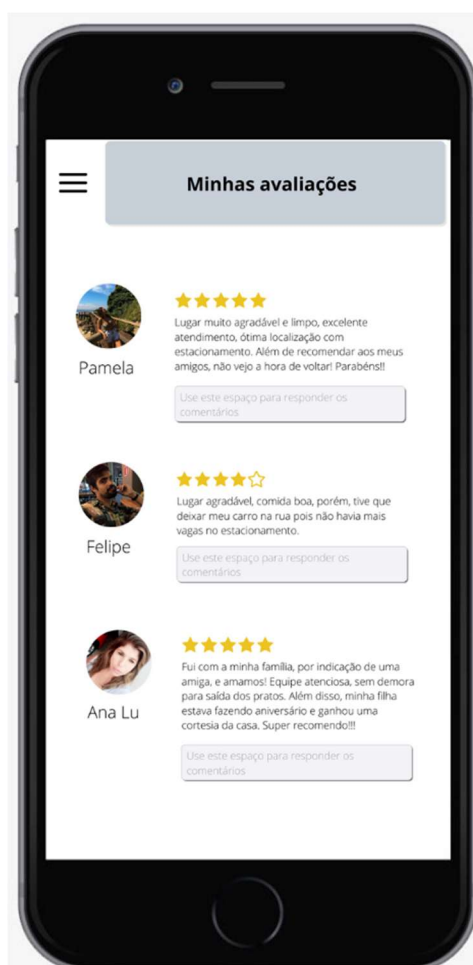 Minhas avaliações
Lugar muito agradável e limpo, excelente
atendimento, ótima localização com
estacionamento. Além de recomendar aos meus
amigos, não vejo a hora de voltar! Parabéns!!
Pamela
Use este espaço para responder os
comentários
Lugar agradável, comida boa, porém, tive que
deixar meu carro na rua pois não havia mais
vagas no estacionamento.
Felipe
Use este espaço para responder os
comentários
Fui com a minha família, por indicação de uma
amiga, e amamos! Equipe atenciosa, sem demora
para saída dos pratos. Além disso, minha filha
estava fazendo aniversário e ganhou uma
cortesia da casa. Super recomendo!!!
Ana Lu
Use este espaço para responder os
comentários